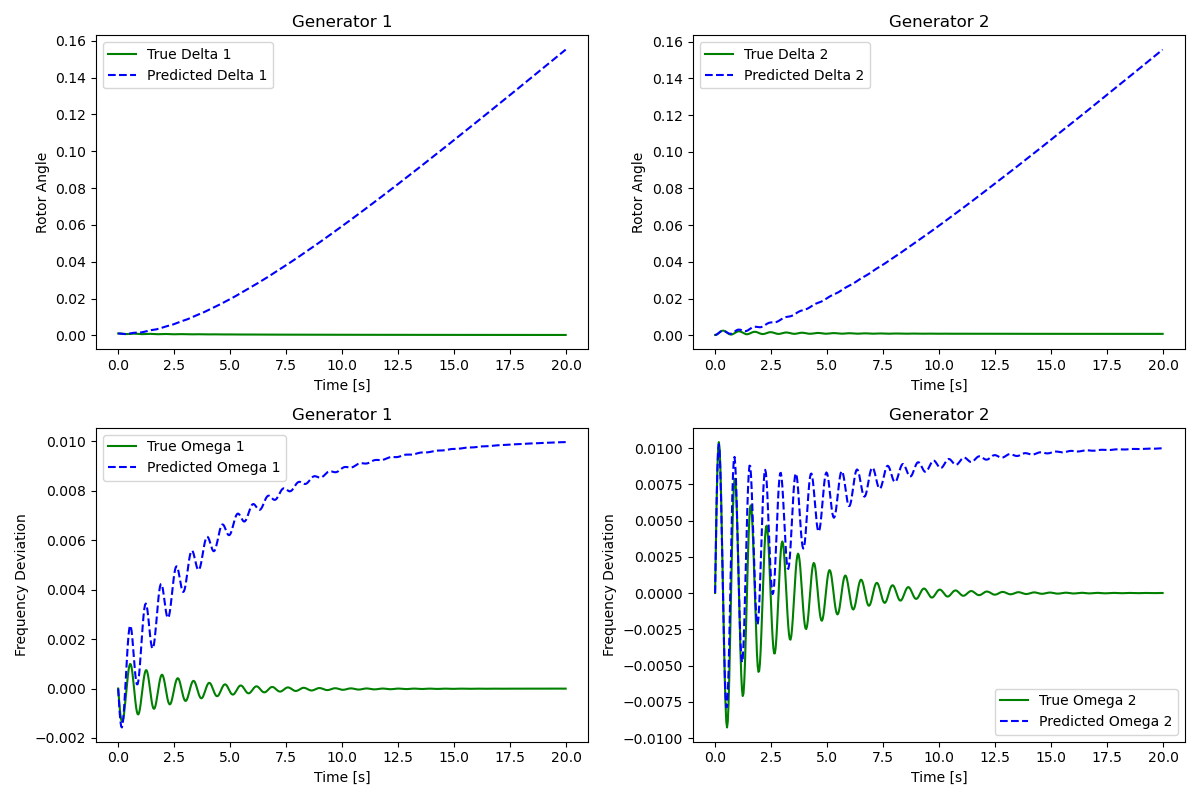 Generator 1
True Delta 1
Predicted Delta 1
0.16
0.14
0.12
0.10
0.08
0.06
0.04
0.02
0.00
Rotor Angle
0.0 2.5 5.0 7.5 10.0 12.5 15.0 17.5 20.0
Time [s]
Generator 2
True Delta 2
Predicted Delta 2
0.16
0.14
0.12
0.10
0.08
0.06
0.04
0.02
0.00
Rotor Angle
0.0 2.5 5.0 7.5 10.0 12.5 15.0 17.5 20.0
Time [s]
Generator 1
True Omega 1
Predicted Omega 1
0.010
0.008
0.006
0.004
0.002
0.000
−0.002
Frequency Deviation
0.0 2.5 5.0 7.5 10.0 12.5 15.0 17.5 20.0
Time [s]
Generator 2
0.0100
0.0075
0.0050
0.0025
0.0000
−0.0025
−0.0050
−0.0075
−0.0100
Frequency Deviation
True Omega 2
Predicted Omega 2
0.0 2.5 5.0 7.5 10.0 12.5 15.0 17.5 20.0
Time [s]